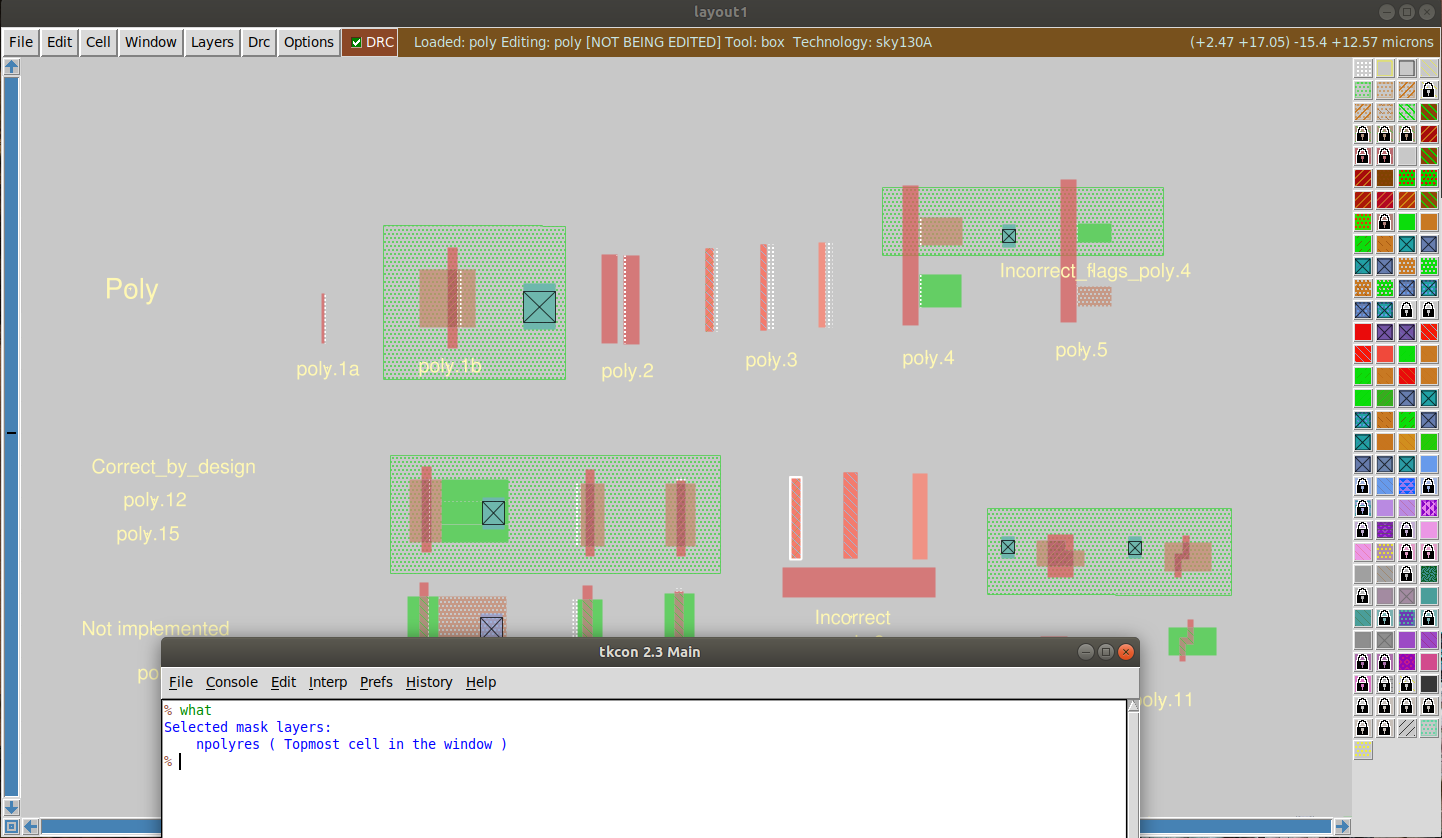 layout1
File Edit Cell Window Layers Drc Options DRC Loaded: poly Editing: poly [NOT BEING EDITED] Tool: box Technology: sky130A (+2.47 +17.05) -15.4 +12.57 microns
Poly
Incorrect_flags_poly.4
poly.1a
poly.1b
poly.2
poly.3
poly.4
poly.5
Correct_by_design
poly.12
poly.15
Incorrect
Not implemented
po
poly.11
tkcon 2.3 Main
File Console Edit Interp Prefs History Help
% what
Selected mask layers:
npolyres ( Topmost cell in the window )
%